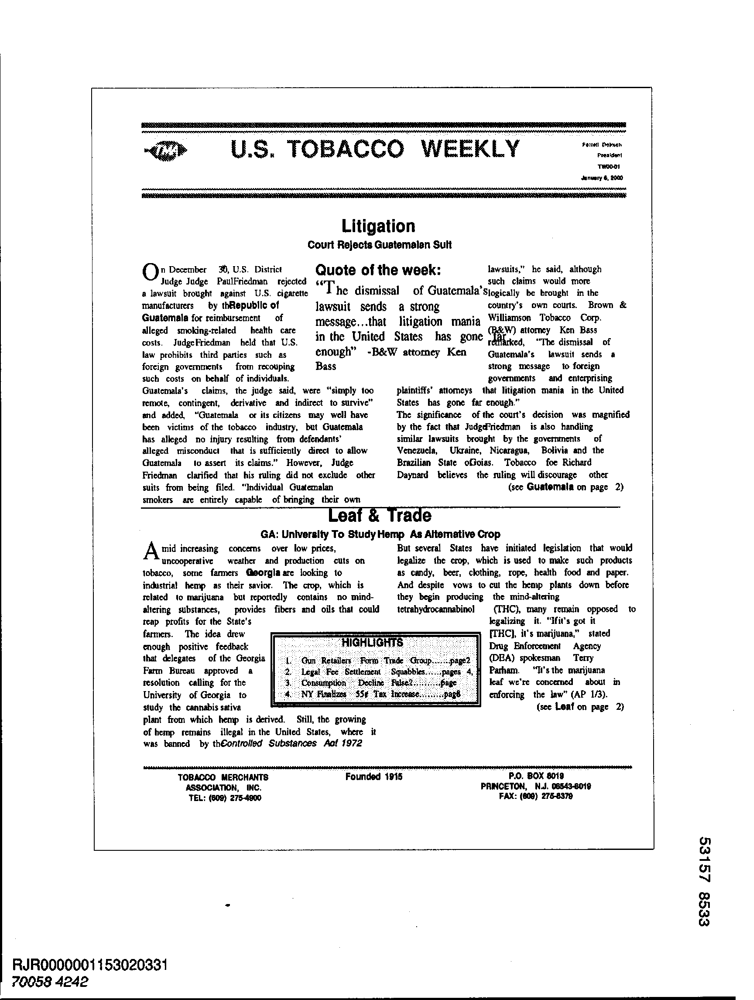 TMA
U.S. TOBACCO WEEKLY
President
TW00-01
January 6, 2000
Litigation
Court Rejects Guatemalan Suit
On December 30, U.S. District
Judge Judge PaulFriedman rejected
a lawsuit brought against U.S. cigarette
manufacturers by thRepublic of
Guatemala for reimbursement of
alleged smoking-related health care
costs. JudgeFriedman held that U.S.
law prohibits third parties such as
foreign governments from recouping
such costs on behalf of individuals.
Guatemala's claims, the judge said, were "simply too
remote, contingent, derivative and indirect to survive"
and added, "Guatemala or its citizens may well have
been victims of the tobacco industry, but Guatemala
has alleged no injury resulting from defendants'
alleged misconduct that is sufficiently direct to allow
Guatemala to assert its claims." However, Judge
Friedman clarified that his ruling did not exclude other
suits from being filed. "Individual Guatemalan
smokers are entirely capable of bringing their own
Quote of the week:
"The dismissal of Guatemala's
lawsuit sends a strong
message...that litigation mania
in the United States has gone far
enough" -B&W attorney Ken
Bass
lawsuits," he said, although
such claims would more
logically be brought in the
country's own courts. Brown &
Williamson Tobacco Corp.
(B&W) attorney Ken Bass
remarked, "The dismissal of
Guatemala's lawsuit sends a
strong message to foreign
governments and enterprising
plaintiffs' attorneys that litigation mania in the United
States has gone far enough."
The significance of the court's decision was magnified
by the fact that JudgeFriedman is also handling
similar lawsuits brought by the governments of
Venezuela, Ukraine, Nicaragua, Bolivia and the
Brazilian State oGoias. Tobacco foe Richard
Daynard believes the ruling will discourage other
(see Guatemala on page 2)
Leaf & Trade
GA: University To Study Hemp As Alternative Crop
Amid increasing concerns over low prices,
uncooperative weather and production cuts on
tobacco, some farmers Georgia are looking to
industrial hemp as their savior. The crop, which is
related to marijuana but reportedly contains no mind-
altering substances, provides fibers and oils that could
reap profits for the State's
farmers. The idea drew
enough positive feedback
that delegates of the Georgia
Farm Bureau approved a
resolution calling for the
University of Georgia to
study the cannabis sativa
plant from which hemp is derived. Still, the growing
of hemp remains illegal in the United States, where it
was banned by thControlled Substances Act 1972
HIGHLIGHTS
1. Gun Retailers Form Trade Group.......page2
2. Legal Fee Settlement Squabbles......pages 4,
3. Consumption Decline False?..........page
4. NY Finalizes 55¢ Tax Increase.........pag6
But several States have initiated legislation that would
legalize the crop, which is used to make such products
as candy, beer, clothing, rope, health food and paper.
And despite vows to cut the hemp plants down before
they begin producing the mind-altering
tetrahydrocannabinol (THC), many remain opposed to
legalizing it. "Ifit's got it
[THC], it's marijuana," stated
Drug Enforcement Agency
(DEA) spokesman Terry
Parham. "It's the marijuana
leaf we're concerned about in
enforcing the law" (AP 1/3).
(see Leaf on page 2)
TOBACCO MERCHANTS
ASSOCIATION, INC.
TEL: (609) 275-4900
Founded 1915
P.O. BOX 8019
PRINCETON, N.J. 08543-8019
FAX: (609) 275-8379
53157 8533
RJR0000001153020331
70058 4242